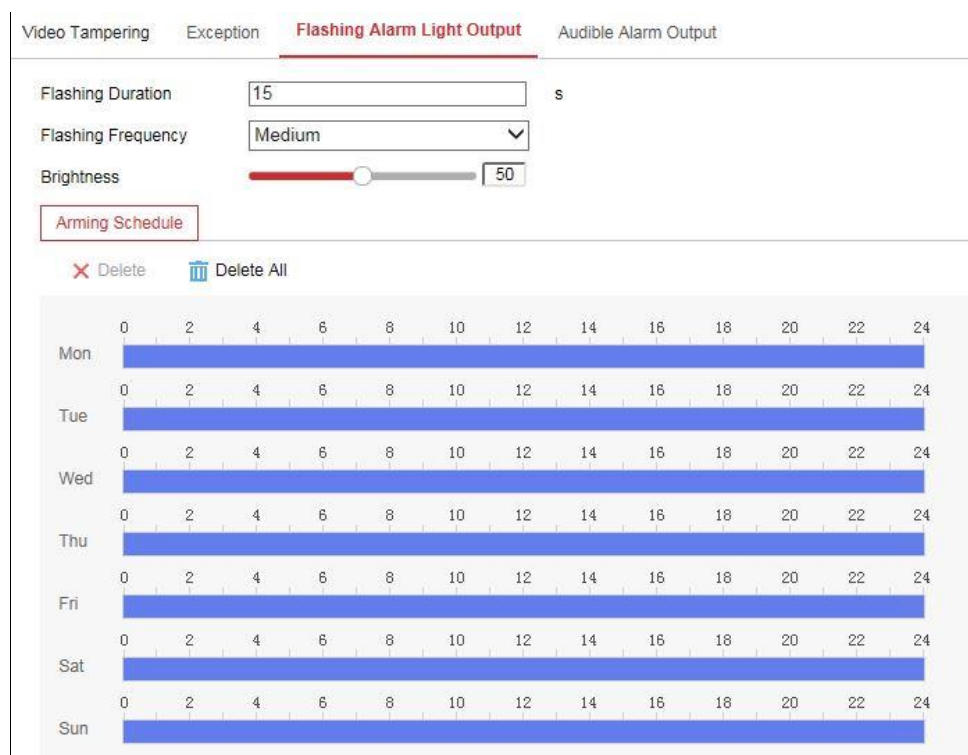 Video Tampering Exception Flashing Alarm Light Output Audible Alarm Output
Flashing Duration 15 s
Flashing Frequency Medium
Brightness 50
Arming Schedule
Delete Delete All
0 2 4 6 8 10 12 14 16 18 20 22 24
Mon
0 2 4 6 8 10 12 14 16 18 20 22 24
Tue
0 2 4 6 8 10 12 14 16 18 20 22 24
Wed
0 2 4 6 8 10 12 14 16 18 20 22 24
Thu
0 2 4 6 8 10 12 14 16 18 20 22 24
Fri
0 2 4 6 8 10 12 14 16 18 20 22 24
Sat
0 2 4 6 8 10 12 14 16 18 20 22 24
Sun